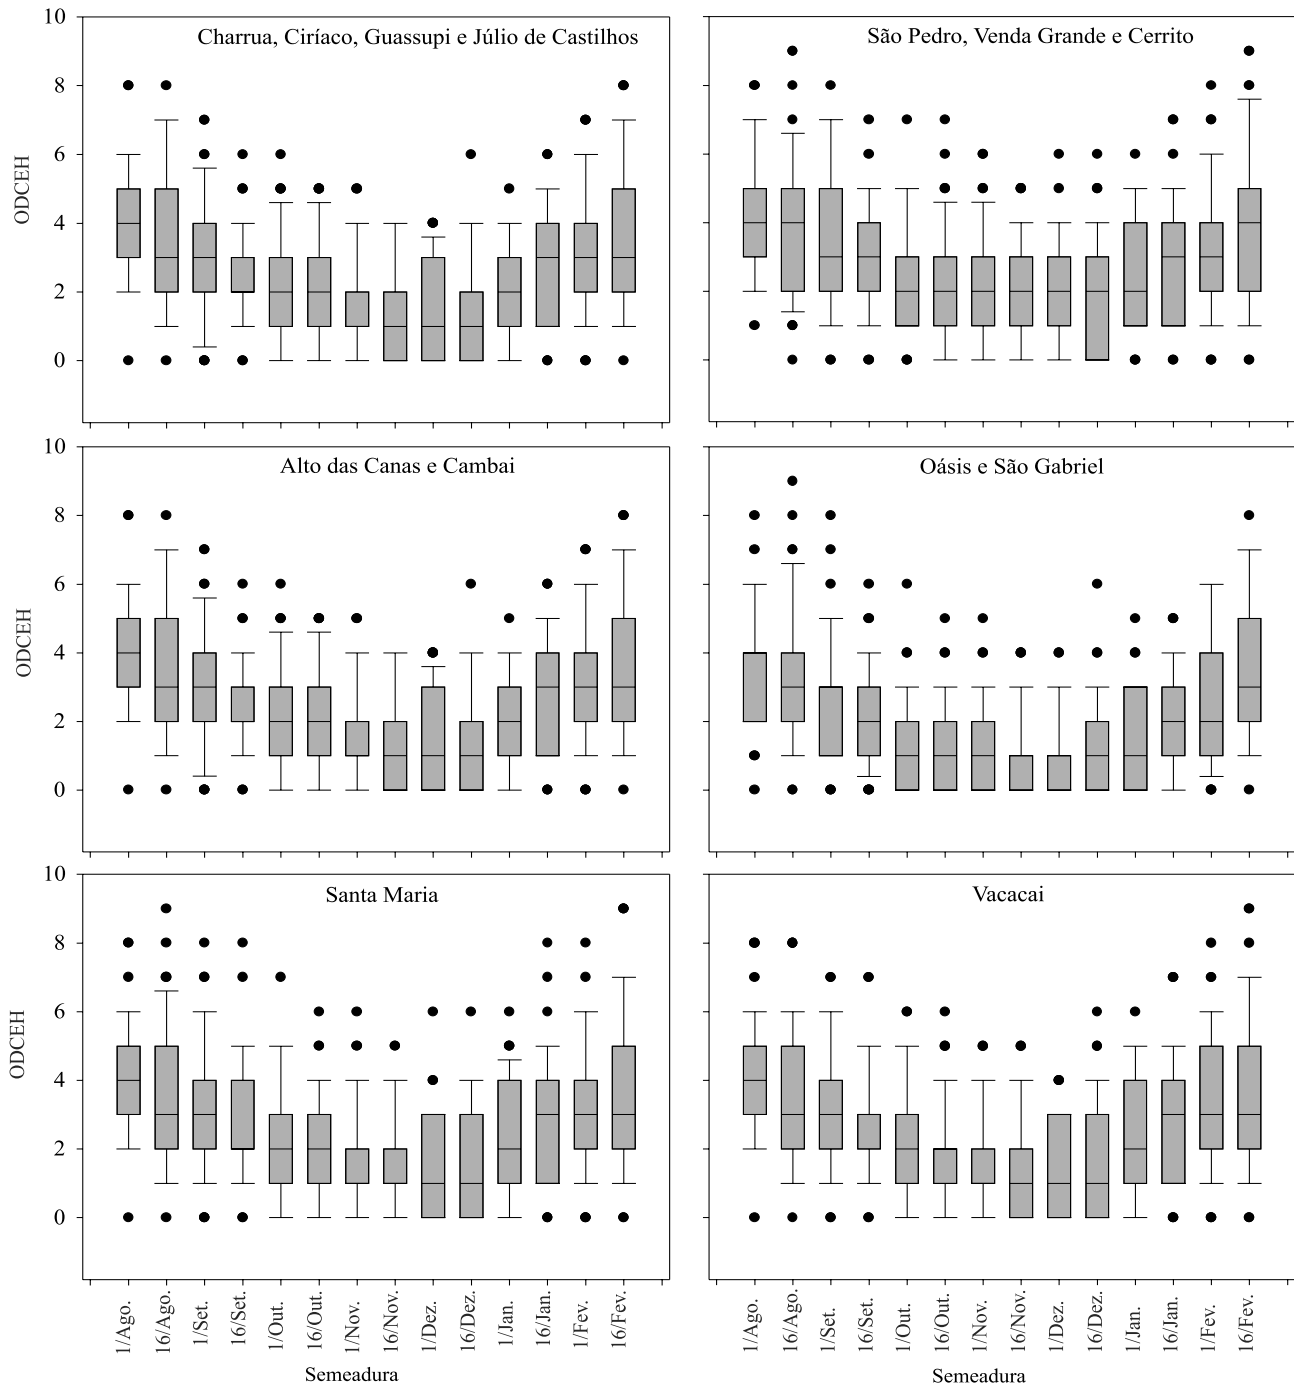 Charrua, Ciríaco, Guassupi e Júlio de Castilhos
10
8
6
4
2
0
ODCEH
São Pedro, Venda Grande e Cerrito
Alto das Canas e Cambai
10
8
6
4
2
0
ODCEH
Oásis e São Gabriel
Santa Maria
10
8
6
4
2
0
ODCEH
1/Ago.
16/Ago.
1/Set.
16/Set.
1/Out.
16/Out.
1/Nov.
16/Nov.
1/Dez.
16/Dez.
1/Jan.
16/Jan.
1/Fev.
16/Fev.
Semeadura
Vacacai
1/Ago.
16/Ago.
1/Set.
16/Set.
1/Out.
16/Out.
1/Nov.
16/Nov.
1/Dez.
16/Dez.
1/Jan.
16/Jan.
1/Fev.
16/Fev.
Semeadura